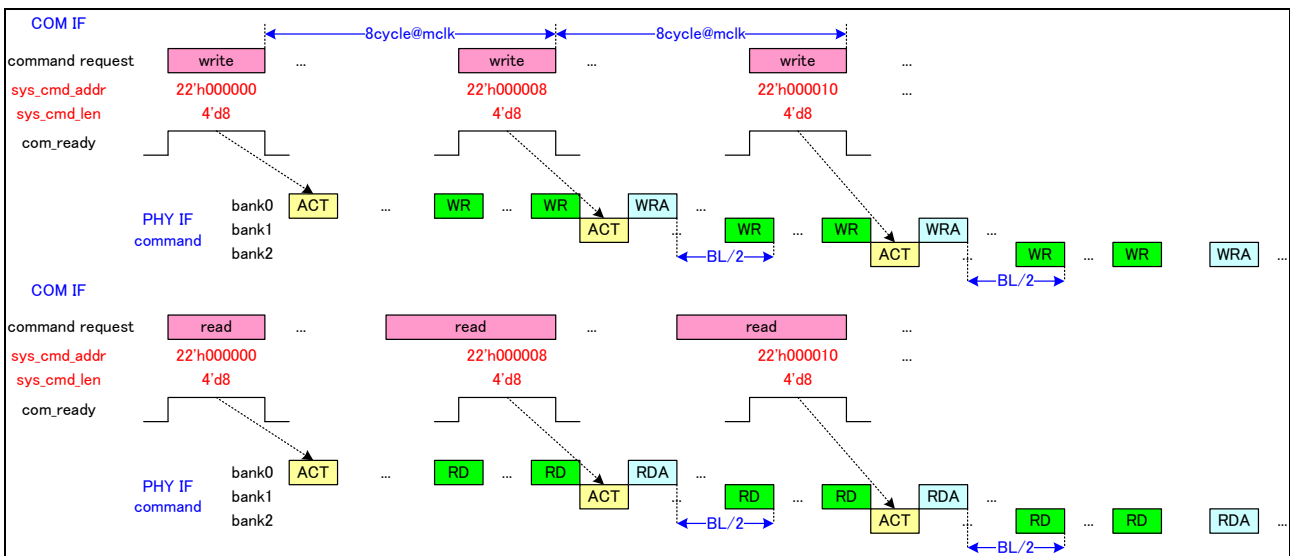 COM IF
8cycle@mclk 8cycle@mclk
command request write ... write ... write ...
sys_cmd_addr 22'h000000 22'h000008 22'h000010 ...
sys_cmd_len 4'd8 4'd8 4'd8
com_ready
bank0 ACT ... WR ... WR WRA ...
PHY IF command
bank1 ACT ... WR ... WR WRA ...
BL/2
bank2 ACT ... WR ... WR WRA ...
BL/2
COM IF
command request read ... read ... read ...
sys_cmd_addr 22'h000000 22'h000008 22'h000010 ...
sys_cmd_len 4'd8 4'd8 4'd8
com_ready
bank0 ACT ... RD ... RD RDA ...
PHY IF command
bank1 ACT ... RD ... RD RDA ...
BL/2
bank2 ACT ... RD ... RD RDA ...
BL/2